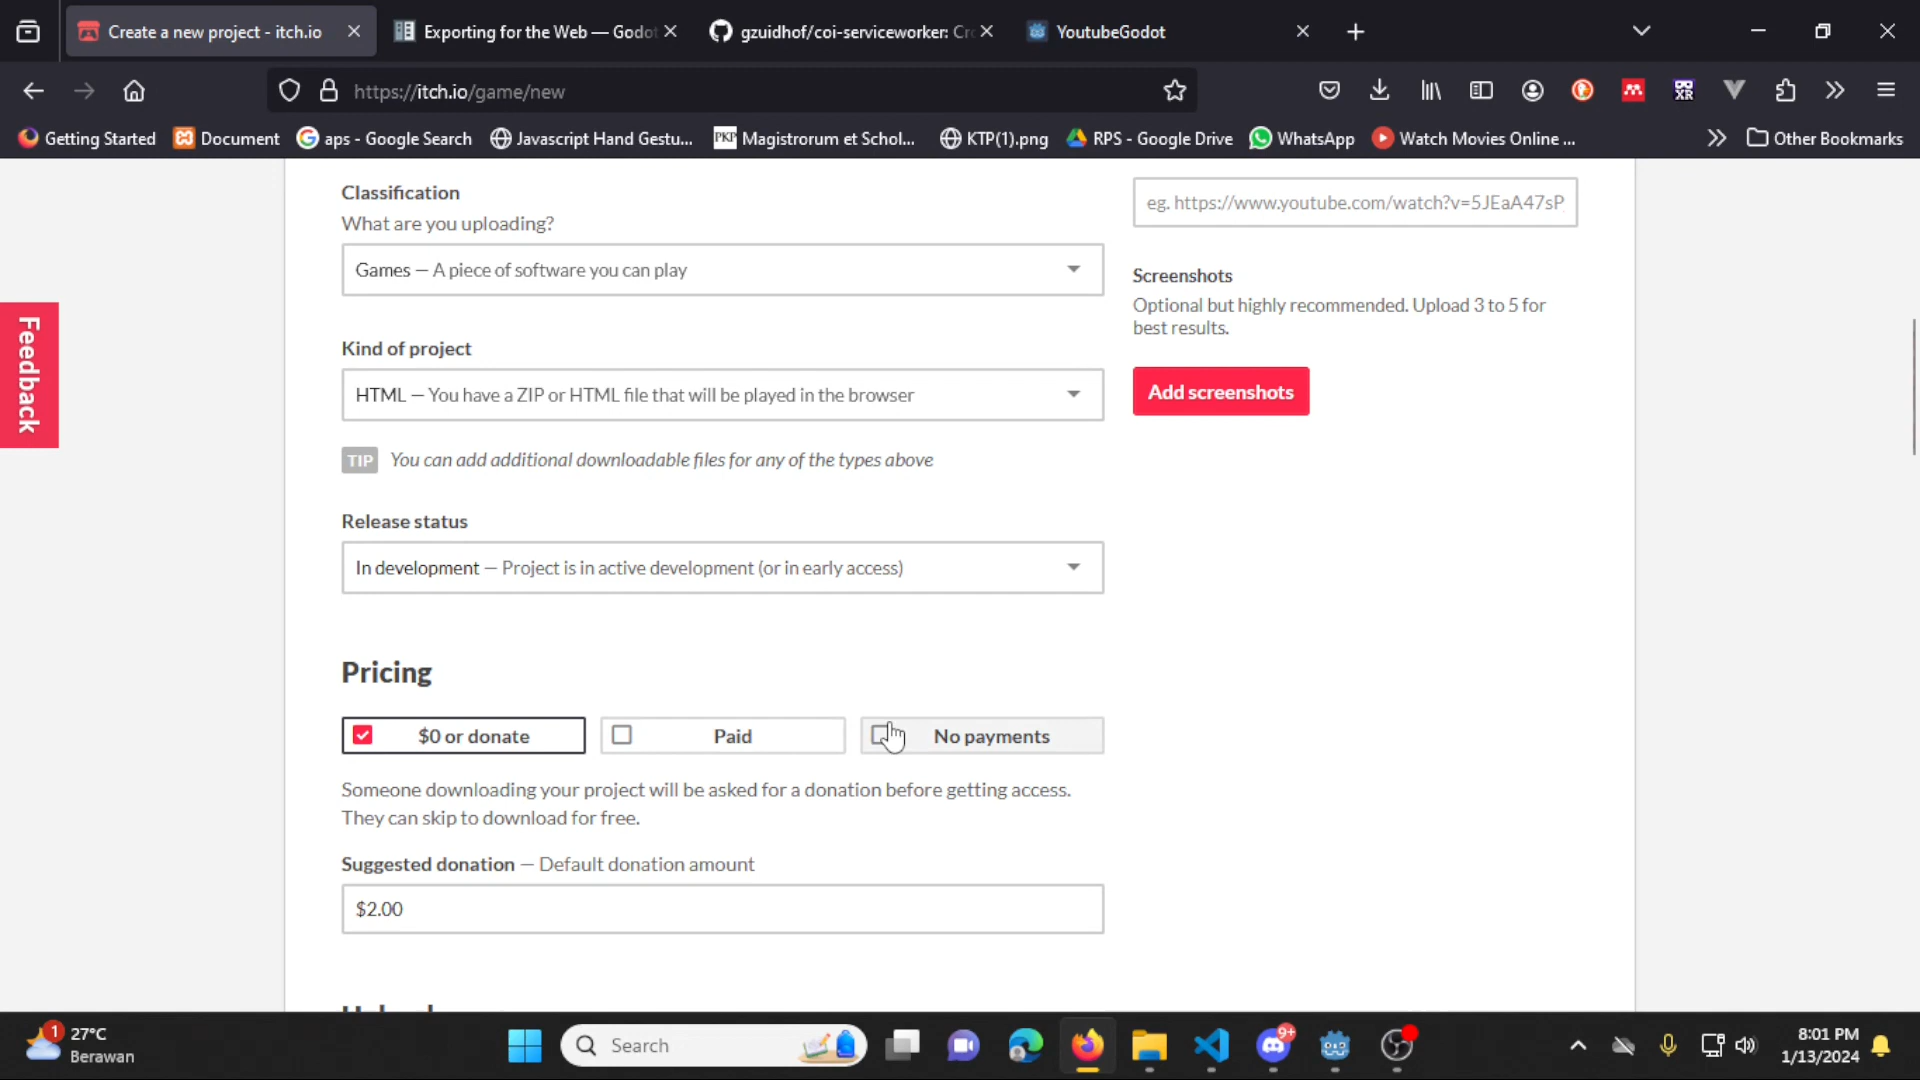 Create a new project - itch.io
Exporting for the Web — Godot
gzuidhof/coi-serviceworker: Cr
YoutubeGodot
https://itch.io/game/new
Getting Started
Document
aps - Google Search
Javascript Hand Gestu...
PKP
Magistrorum et Schol...
KTP(1).png
RPS - Google Drive
WhatsApp
Watch Movies Online ...
Other Bookmarks
Feedback
Classification
What are you uploading?
Games — A piece of software you can play
Kind of project
HTML — You have a ZIP or HTML file that will be played in the browser
TIP You can add additional downloadable files for any of the types above
Release status
In development — Project is in active development (or in early access)
Pricing
$0 or donate
Paid
No payments
Someone downloading your project will be asked for a donation before getting access.
They can skip to download for free.
Suggested donation — Default donation amount
$2.00
eg. https://www.youtube.com/watch?v=5JEaA47sP
Screenshots
Optional but highly recommended. Upload 3 to 5 for
best results.
Add screenshots
1
27°C
Berawan
Search
9+
8:01 PM
1/13/2024